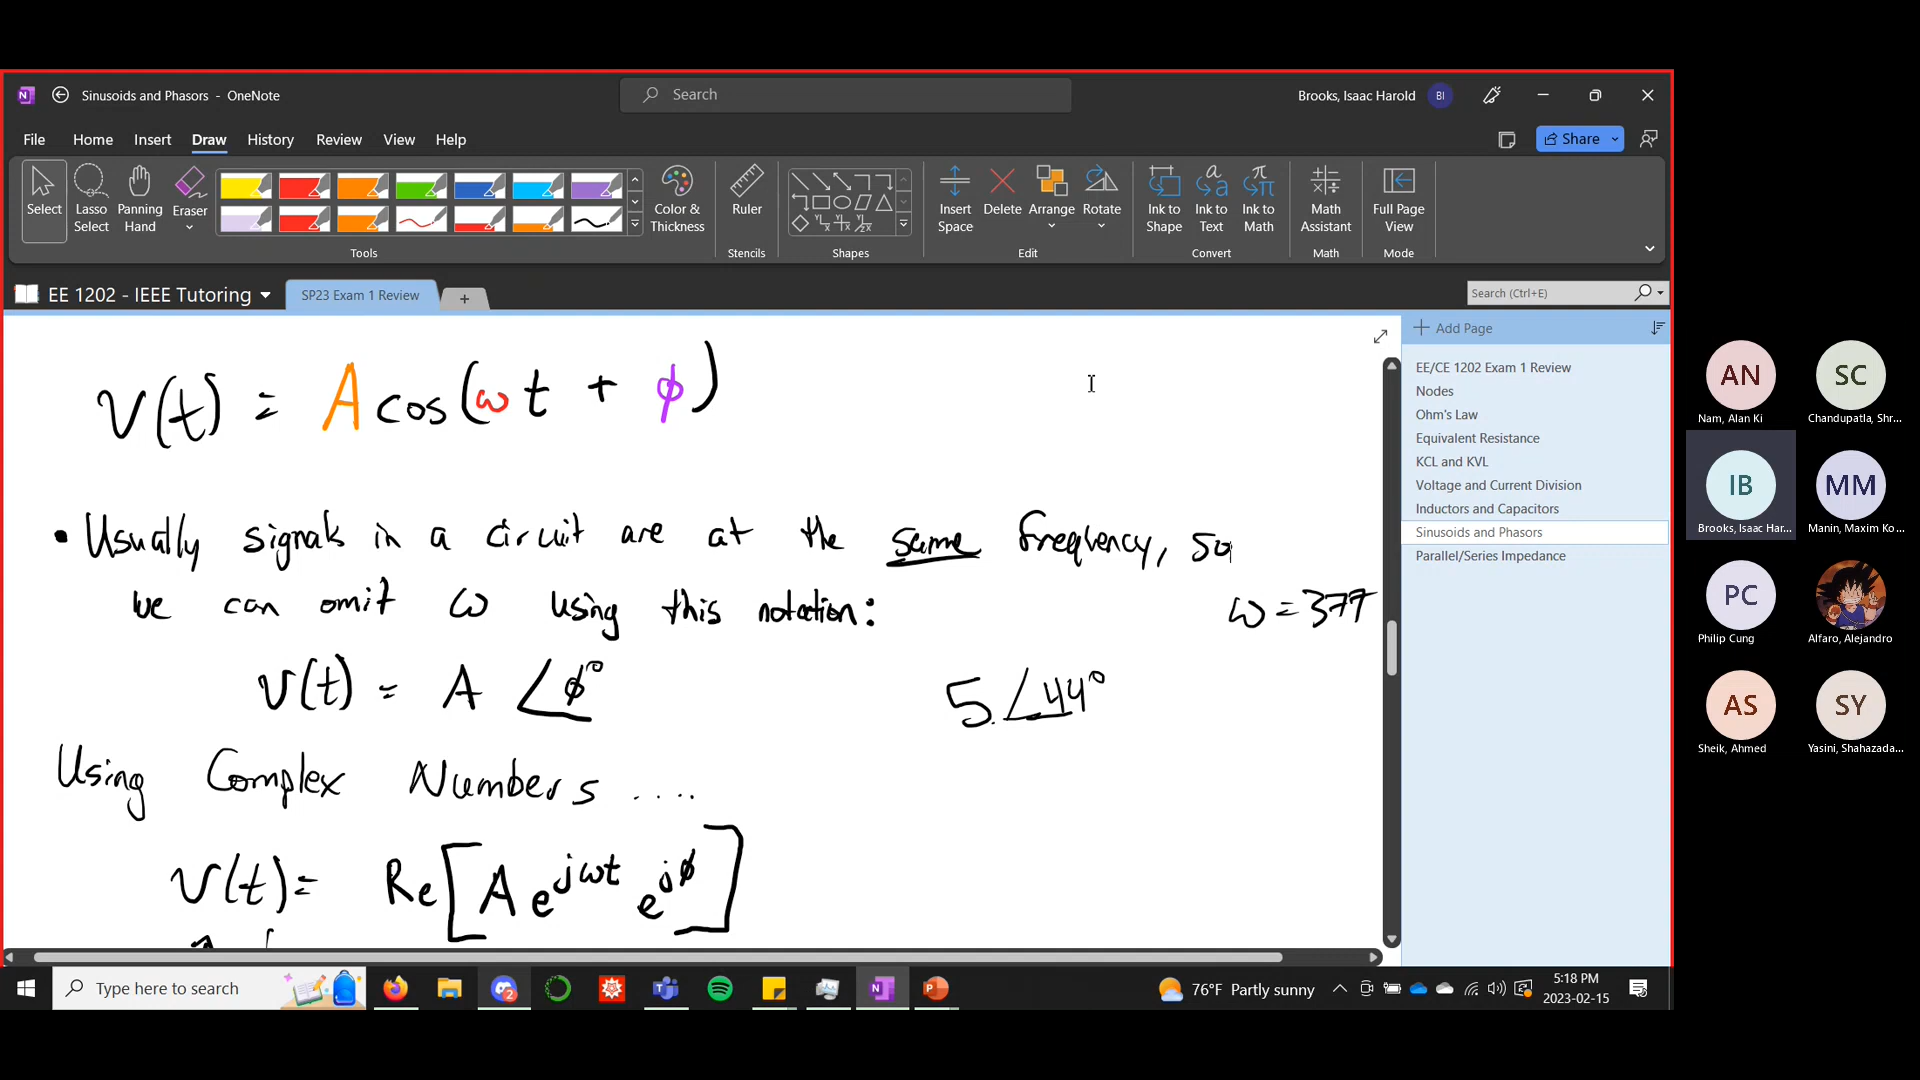 Sinusoids and Phasors - OneNote
Search
Brooks, Isaac Harold
BI
File Home Insert Draw History Review View Help
Share
Select
Lasso Select
Panning Hand
Eraser
Color & Thickness
Ruler
Insert Space
Delete
Arrange
Rotate
Ink to Shape
Ink to Text
Ink to Math
Math Assistant
Full Page View
Tools
Stencils
Shapes
Edit
Convert
Math
Mode
EE 1202 - IEEE Tutoring
SP23 Exam 1 Review
+
Search (Ctrl+E)
Add Page
EE/CE 1202 Exam 1 Review
Nodes
Ohm's Law
Equivalent Resistance
KCL and KVL
Voltage and Current Division
Inductors and Capacitors
Sinusoids and Phasors
Parallel/Series Impedance
V(t) = A cos(ωt + ϕ)
• Usually signals in a circuit are at the same frequency, so
we can omit ω using this notation:
ω = 377
V(t) = A ∠ϕ°
5 ∠44°
Using Complex Numbers ....
V(t) = Re[A e^jωt e^jϕ]
AN
Nam, Alan Ki
SC
Chandupatla, Shr...
IB
Brooks, Isaac Har...
MM
Manin, Maxim Ko...
PC
Philip Cung
Alfaro, Alejandro
AS
Sheik, Ahmed
SY
Yasini, Shahazada...
Type here to search
76°F Partly sunny
5:18 PM
2023-02-15